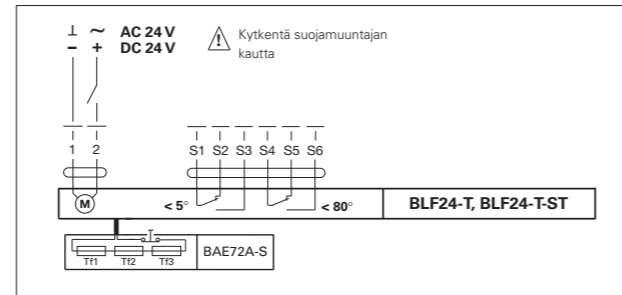 ⊥ ~ AC 24 V
− + DC 24 V
Kytkentä suojamuuntajan
kautta
1 2 S1 S2 S3 S4 S5 S6
M < 5° < 80° BLF24-T, BLF24-T-ST
Tf1 Tf2 Tf3 BAE72A-S